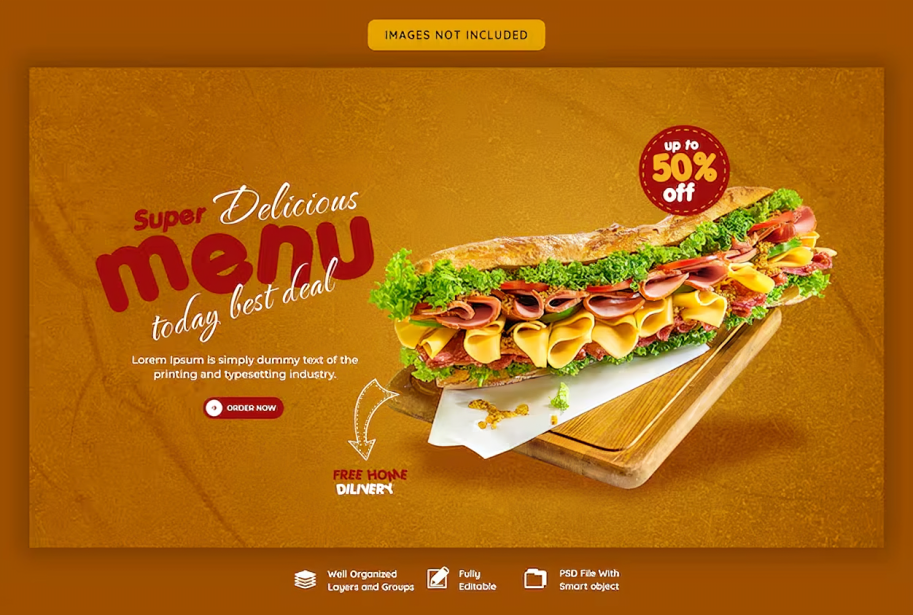 IMAGES NOT INCLUDED
up to
50%
off
Super Delicious
menu
today best deal
Lorem Ipsum is simply dummy text of the
printing and typesetting industry.
ORDER NOW
FREE HOME
DILIVERY
Well Organized
Layers and Groups
Fully
Editable
PSD File With
Smart object